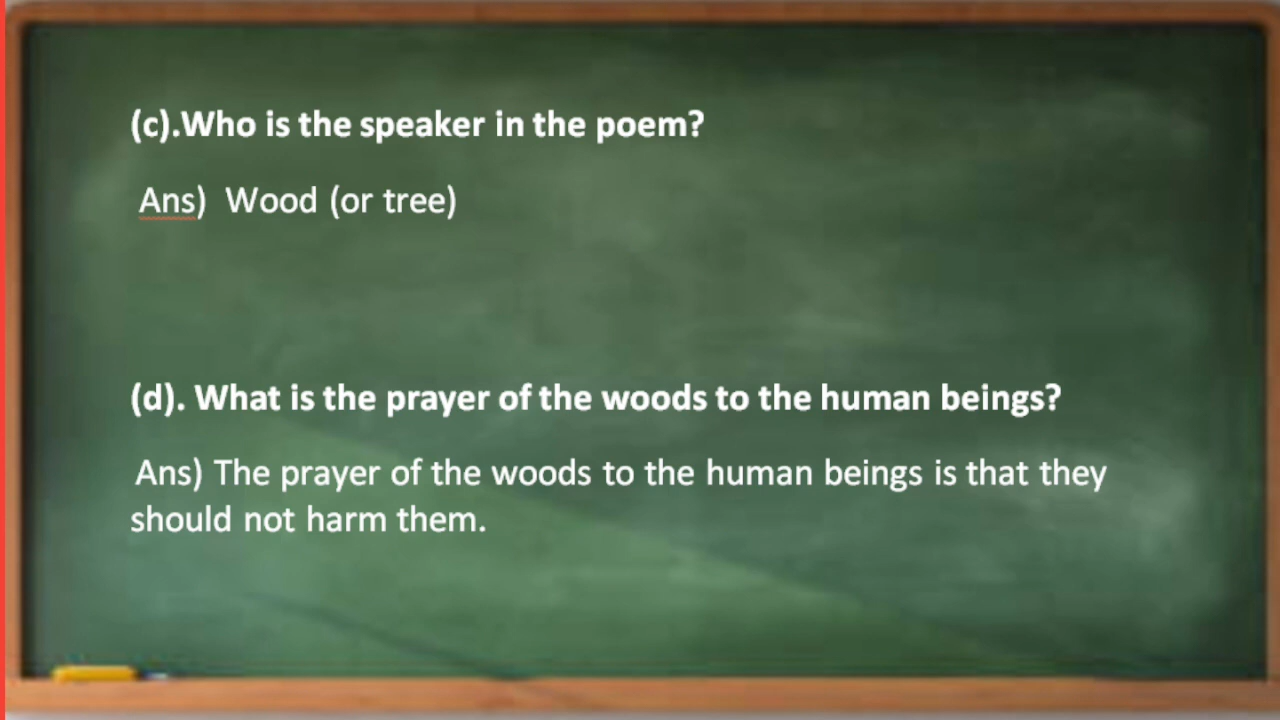 (c).Who is the speaker in the poem?
Ans) Wood (or tree)
(d). What is the prayer of the woods to the human beings?
Ans) The prayer of the woods to the human beings is that they
should not harm them.